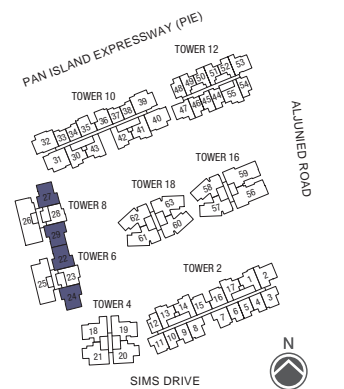 PAN ISLAND EXPRESSWAY (PIE)
TOWER 12
48 49 50 51 52 53
47 46 45 44 55 54
TOWER 10
32 33 34 35 36 37 38 39
31 30 43 42 41 40
ALJUNIED ROAD
TOWER 16
58 59
57 56
TOWER 18
62 63
61 60
27
TOWER 8
26 28
29
22
TOWER 6
25 23
24
TOWER 2
12 13 14 15 16 17 1 2
11 10 9 8 7 6 5 4 3
TOWER 4
18 19
21 20
N
SIMS DRIVE